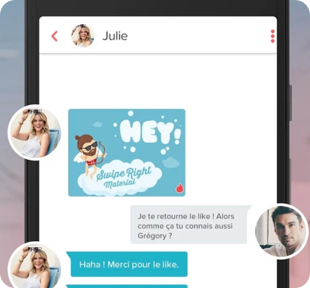 Julie
HEY!
Swipe Right
Material
Je te retourne le like ! Alors
comme ça tu connais aussi
Grégory ?
Haha ! Merci pour le like.